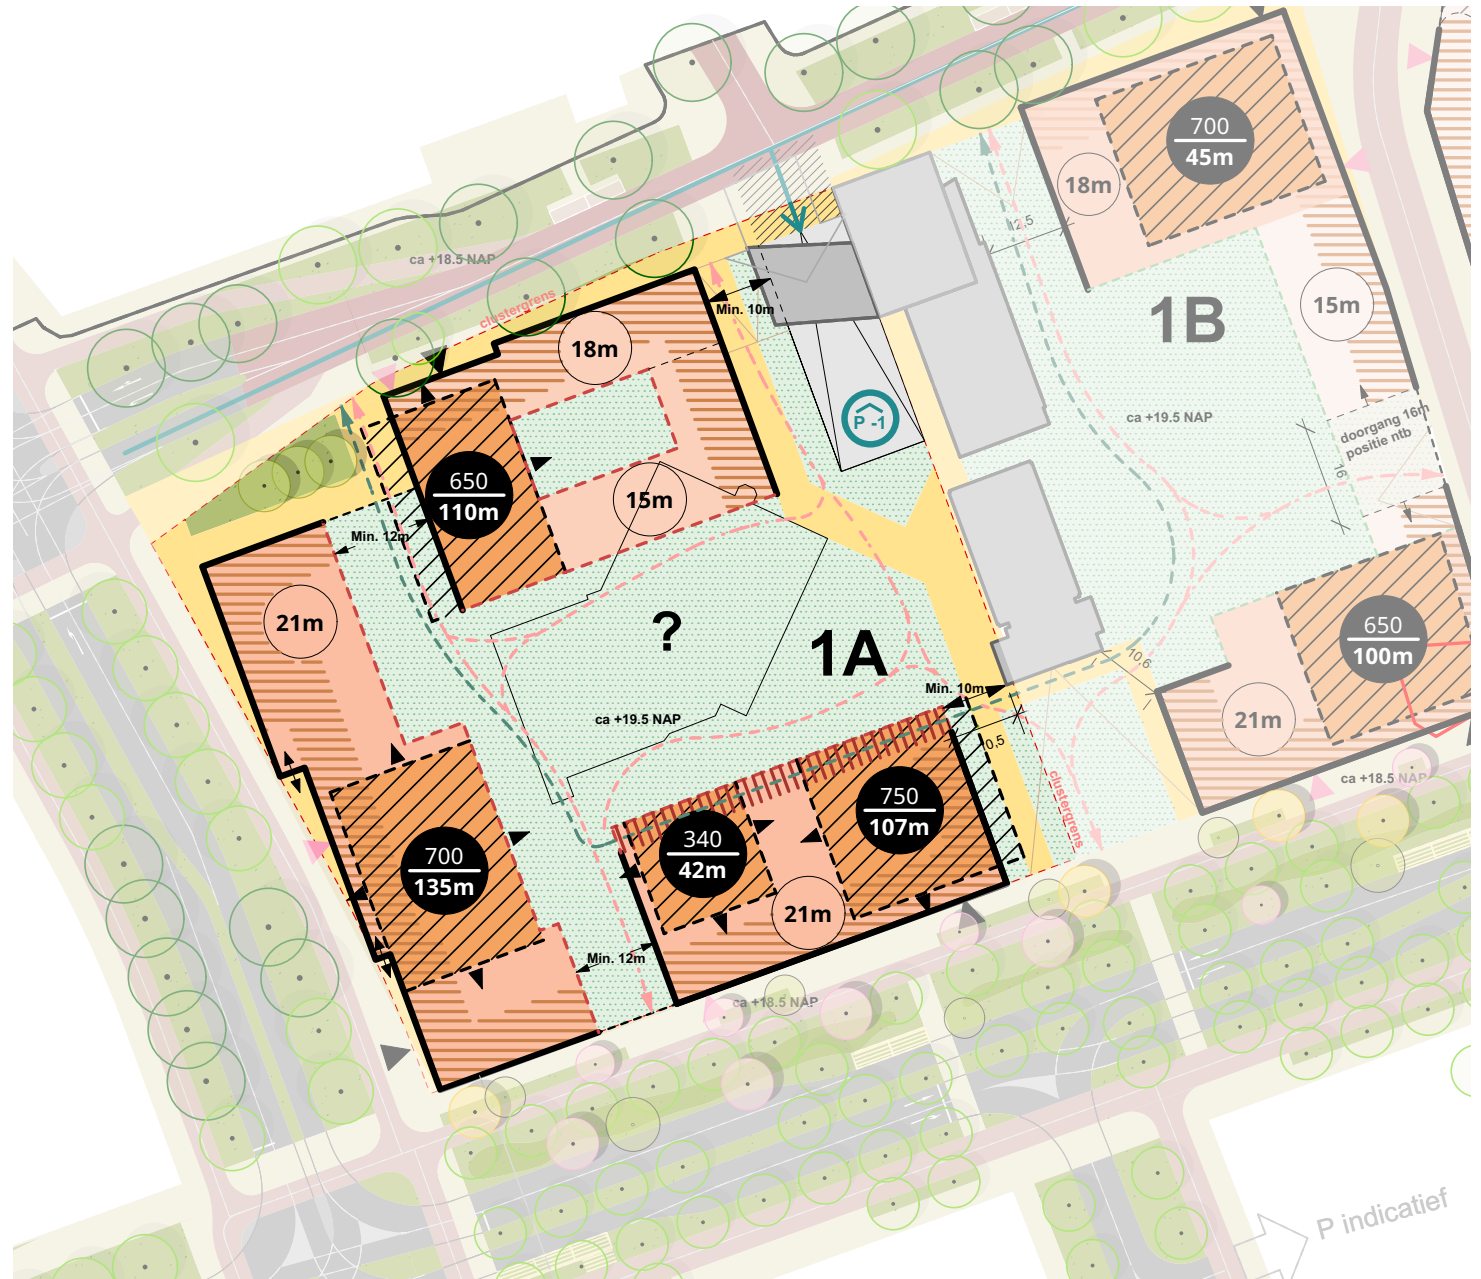 700
45m
18m
12.5
ca +18.5 NAP
clustergrens
Min. 10m
15m
1B
18m
P -1
ca +19.5 NAP
doorgang 16m
positie ntb
16
650
110m
15m
Min. 12m
21m
?
1A
650
100m
10.6
Min. 10m
21m
ca +19.5 NAP
0,5
ca +18.5 NAP
clustergrens
750
107m
340
42m
700
135m
21m
Min. 12m
ca +18.5 NAP
P indicatief